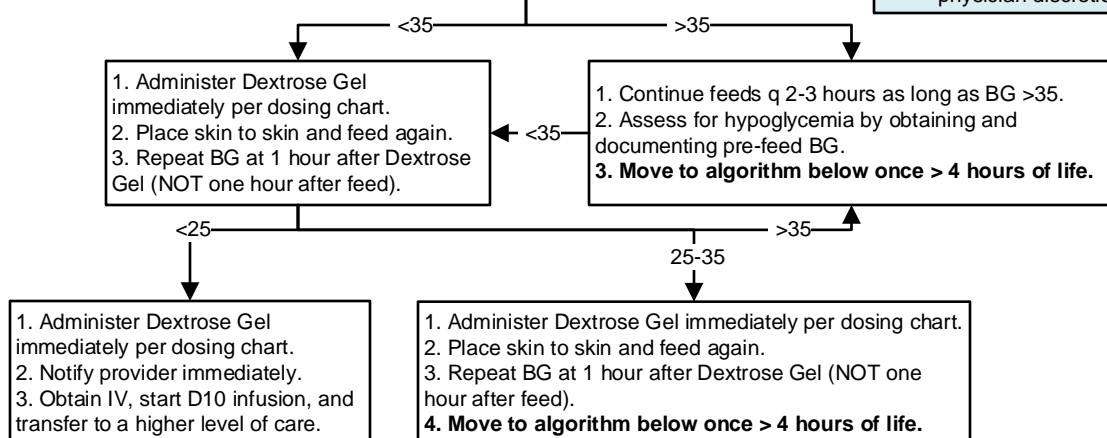 physician discretio
<35
>35
1. Administer Dextrose Gel
immediately per dosing chart.
2. Place skin to skin and feed again.
3. Repeat BG at 1 hour after Dextrose
Gel (NOT one hour after feed).
<35
1. Continue feeds q 2-3 hours as long as BG >35.
2. Assess for hypoglycemia by obtaining and
documenting pre-feed BG.
3. Move to algorithm below once > 4 hours of life.
<25
>35
25-35
1. Administer Dextrose Gel
immediately per dosing chart.
2. Notify provider immediately.
3. Obtain IV, start D10 infusion, and
transfer to a higher level of care.
1. Administer Dextrose Gel immediately per dosing chart.
2. Place skin to skin and feed again.
3. Repeat BG at 1 hour after Dextrose Gel (NOT one
hour after feed).
4. Move to algorithm below once > 4 hours of life.